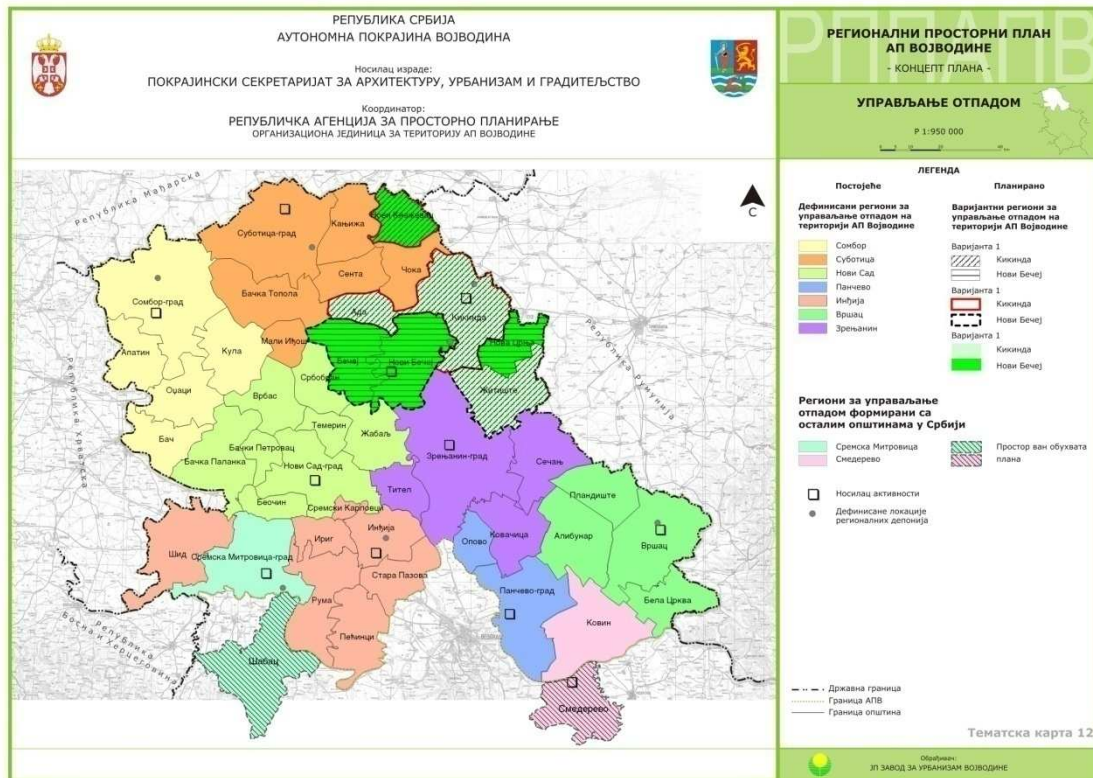 РЕПУБЛИКА СРБИЈА
АУТОНОМНА ПОКРАЈИНА ВОЈВОДИНА
Носилац израде:
ПОКРАЈИНСКИ СЕКРЕТАРИЈАТ ЗА АРХИТЕКТУРУ, УРБАНИЗАМ И ГРАДИТЕЉСТВО
Координатор:
РЕПУБЛИЧКА АГЕНЦИЈА ЗА ПРОСТОРНО ПЛАНИРАЊЕ
ОРГАНИЗАЦИОНА ЈЕДИНИЦА ЗА ТЕРИТОРИЈУ АП ВОЈВОДИНЕ
РППАПВ
РЕГИОНАЛНИ ПРОСТОРНИ ПЛАН
АП ВОЈВОДИНЕ
- КОНЦЕПТ ПЛАНА -
УПРАВЉАЊЕ ОТПАДОМ
Р 1:950 000
ЛЕГЕНДА
Постојеће
Дефинисани региони за
управаљање отпадом на
територији АП Војводине
Сомбор
Суботица
Нови Сад
Панчево
Инђија
Вршац
Зрењанин
Планирано
Варијантни региони за
управљање отпадом на
територији АП Војводине
Варијанта 1
Кикинда
Нови Бечеј
Варијанта 1
Кикинда
Нови Бечеј
Варијанта 1
Кикинда
Нови Бечеј
Региони за управаљање
отпадом формирани са
осталим општинама у Србији
Сремска Митровица
Смедерево
Простор ван обухвата
плана
Носилац активности
Дефинисане локације
регионалних депонија
Државна граница
Граница АПВ
Граница општина
Тематска карта 12
Обрађивач:
ЈП ЗАВОД ЗА УРБАНИЗАМ ВОЈВОДИНЕ
Република Мађарска
С
Суботица-град
Кањижа
Сента
Чока
Бачка Топола
Сомбор-град
Ада
Кикинда
Мали Иђош
Кула
Апатин
Бечеј
Нови Бечеј
Нова Црња
Република Румунија
Оџаци
Србобран
Житиште
Врбас
Бач
Темерин
Жабаљ
Република Хрватска
Бачки Петровац
Зрењанин-град
Сечањ
Бачка Паланка
Нови Сад-град
Тител
Пландиште
Беочин
Сремски Карловци
Инђија
Ириг
Опово
Ковачица
Алибунар
Вршац
Шид
Сремска Митровица-град
Стара Пазова
Панчево-град
Рума
Бела Црква
Ковин
Пећинци
Република
Босна и Херцеговина
Шабац
Смедерево